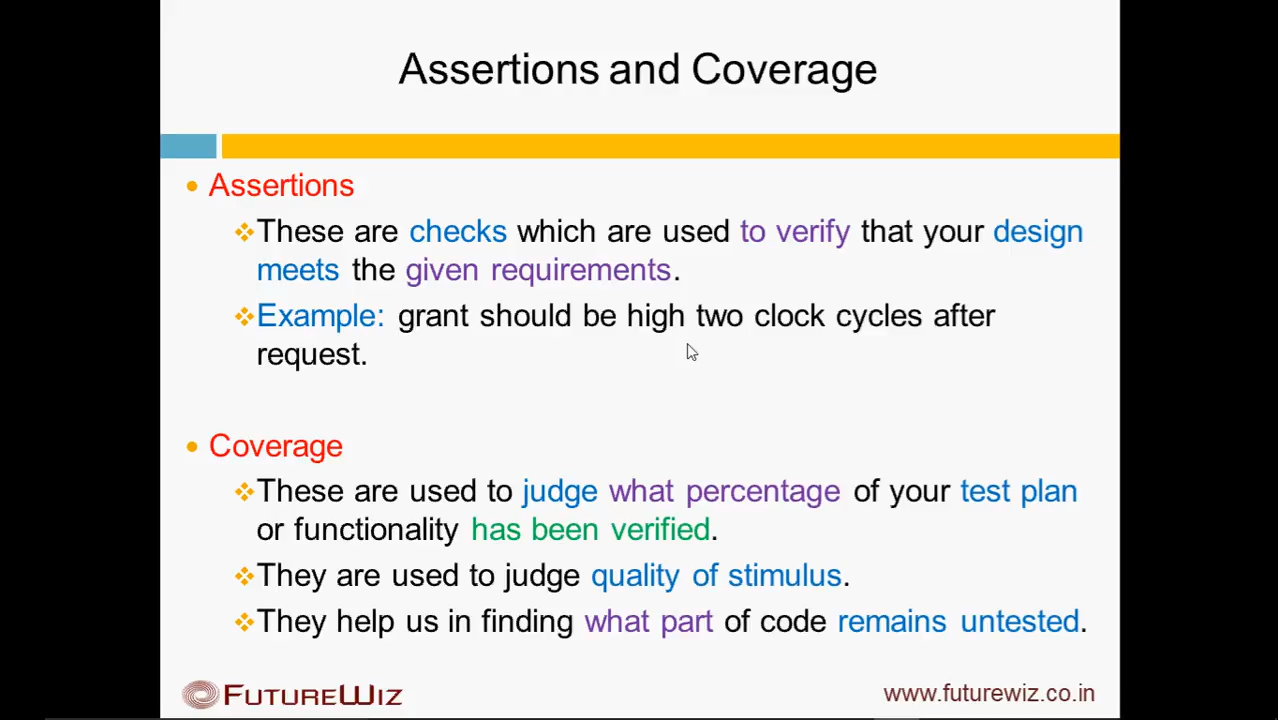 Assertions and Coverage
• Assertions
❖These are checks which are used to verify that your design
meets the given requirements.
❖Example: grant should be high two clock cycles after
request.
• Coverage
❖These are used to judge what percentage of your test plan
or functionality has been verified.
❖They are used to judge quality of stimulus.
❖They help us in finding what part of code remains untested.
FUTUREWIZ
www.futurewiz.co.in